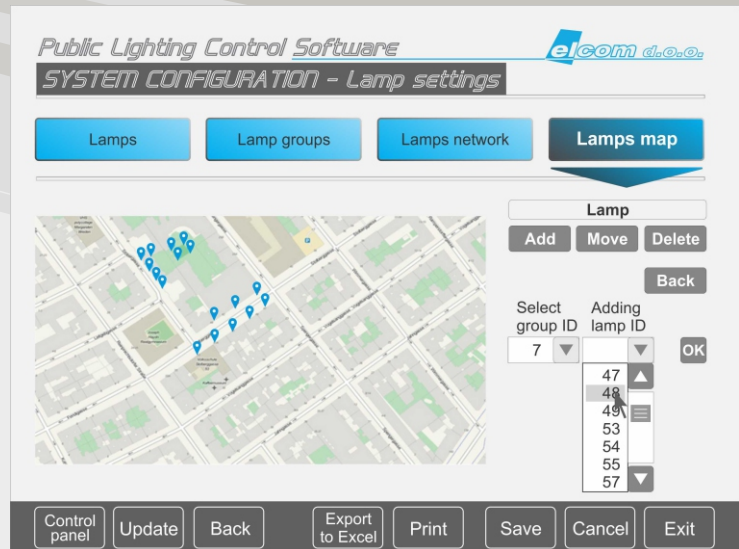 Public Lighting Control Software
elcom d.o.o.
SYSTEM CONFIGURATION - Lamp settings
Lamps
Lamp groups
Lamps network
Lamps map
Lamp
Add
Move
Delete
Back
Select
group ID
Adding
lamp ID
7
OK
47
48
49
53
54
55
57
Control
panel
Update
Back
Export
to Excel
Print
Save
Cancel
Exit